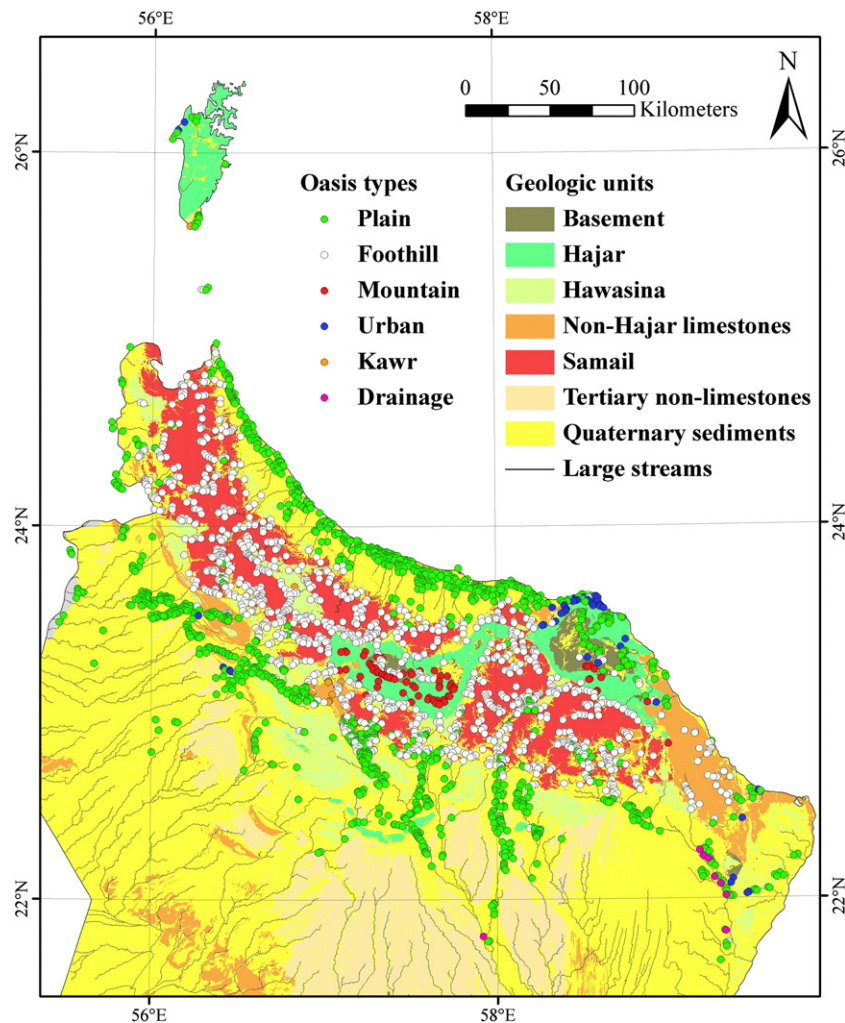 56°E 58°E
N
0 50 100
Kilometers
26°N 26°N
Oasis types
Plain
Foothill
Mountain
Urban
Kawr
Drainage
Geologic units
Basement
Hajar
Hawasina
Non-Hajar limestones
Samail
Tertiary non-limestones
Quaternary sediments
Large streams
24°N 24°N
22°N 22°N
56°E 58°E